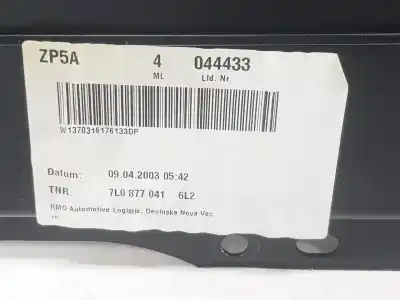 ZP5A 4 044433
ML Lfd. Nr.
W1370316176133DP
Datum: 09.04.2003 05:42
TNR 7L0 877 041 6L2
RMG Automotive Logistic, Devinska Nova Ves